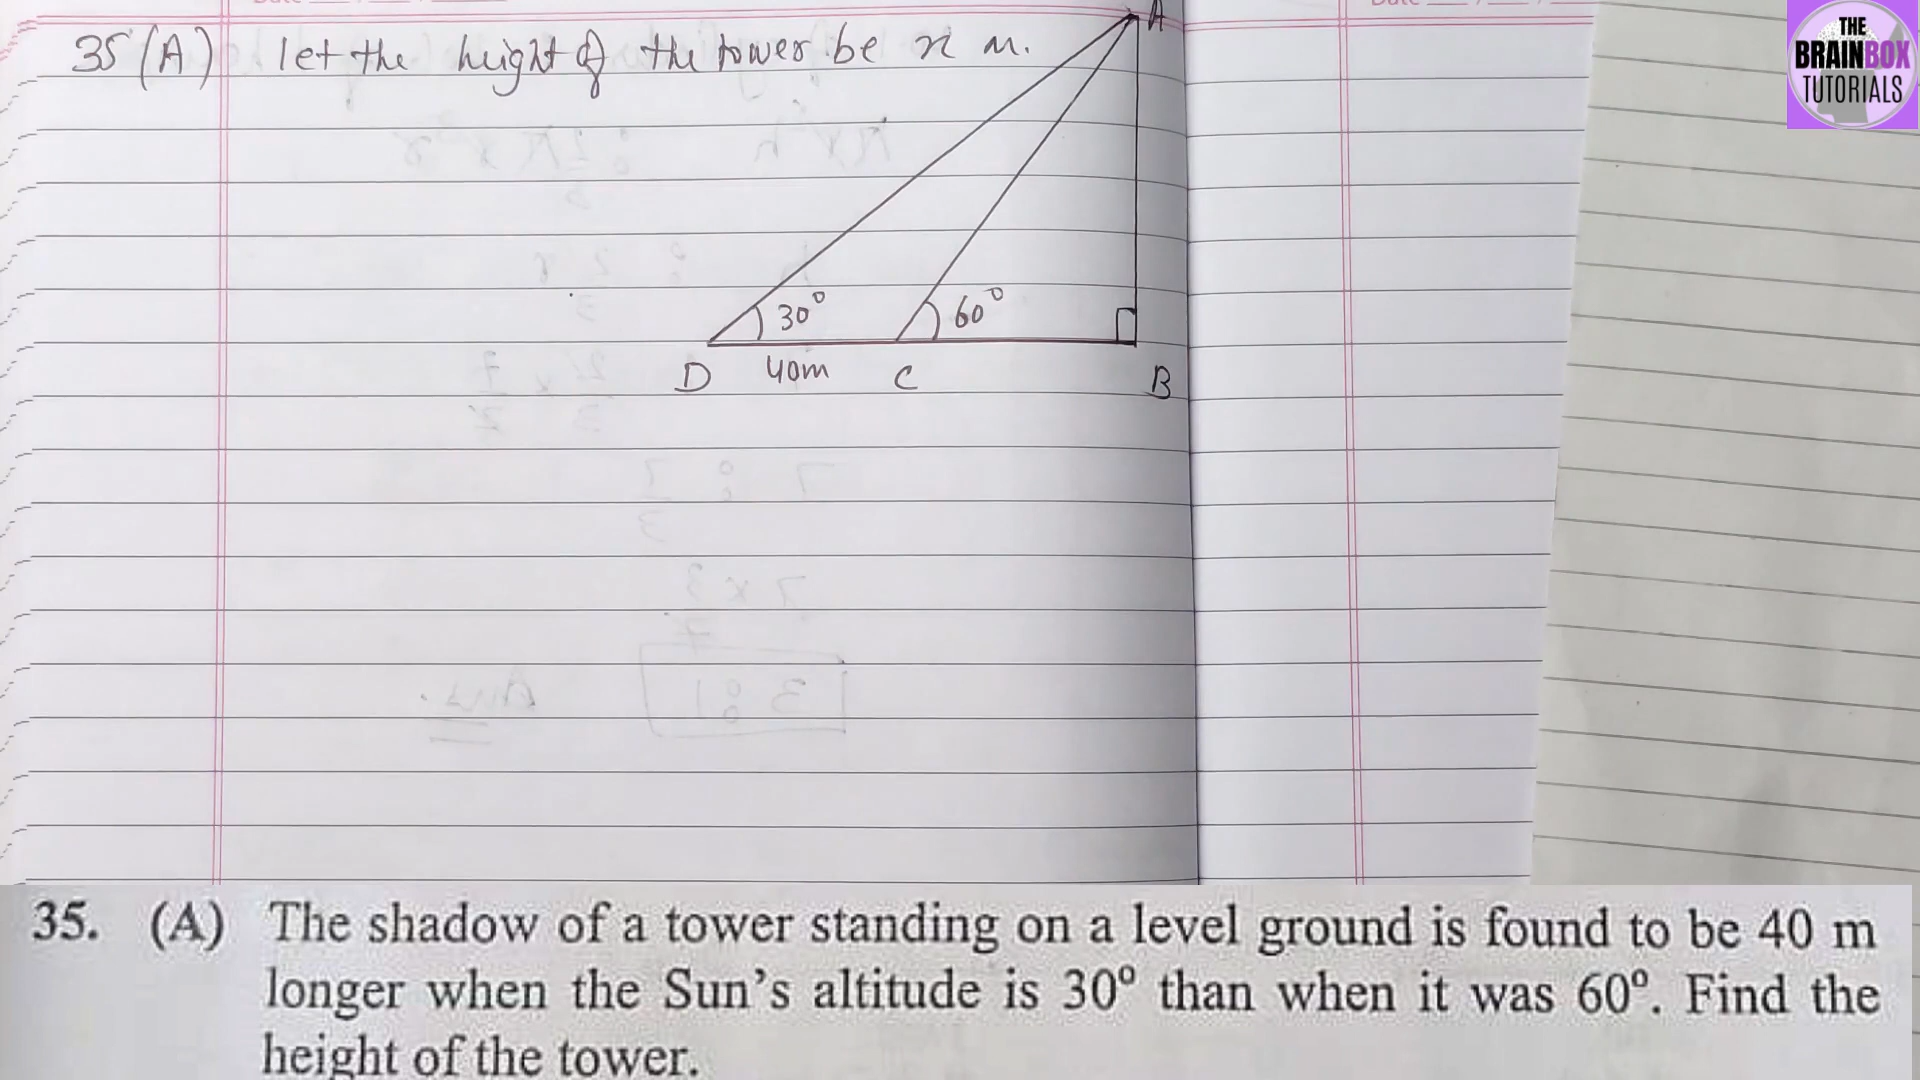 35 (A) let the height of the tower be x m.
A
30°
60°
D 40m C B
THE
BRAINBOX
TUTORIALS
35. (A) The shadow of a tower standing on a level ground is found to be 40 m
longer when the Sun's altitude is 30° than when it was 60°. Find the
height of the tower.